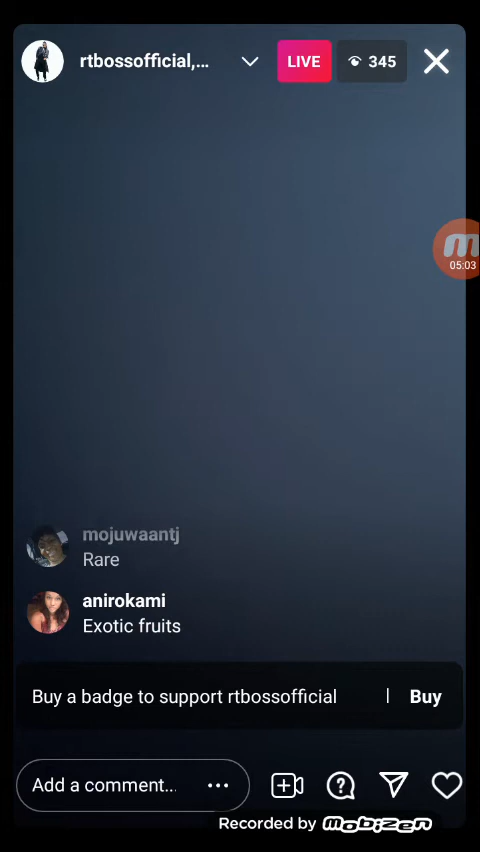 rtbossofficial,...
LIVE
345
05:03
mojuwaantj
Rare
anirokami
Exotic fruits
Buy a badge to support rtbossofficial | Buy
Add a comment...
Recorded by mobizen